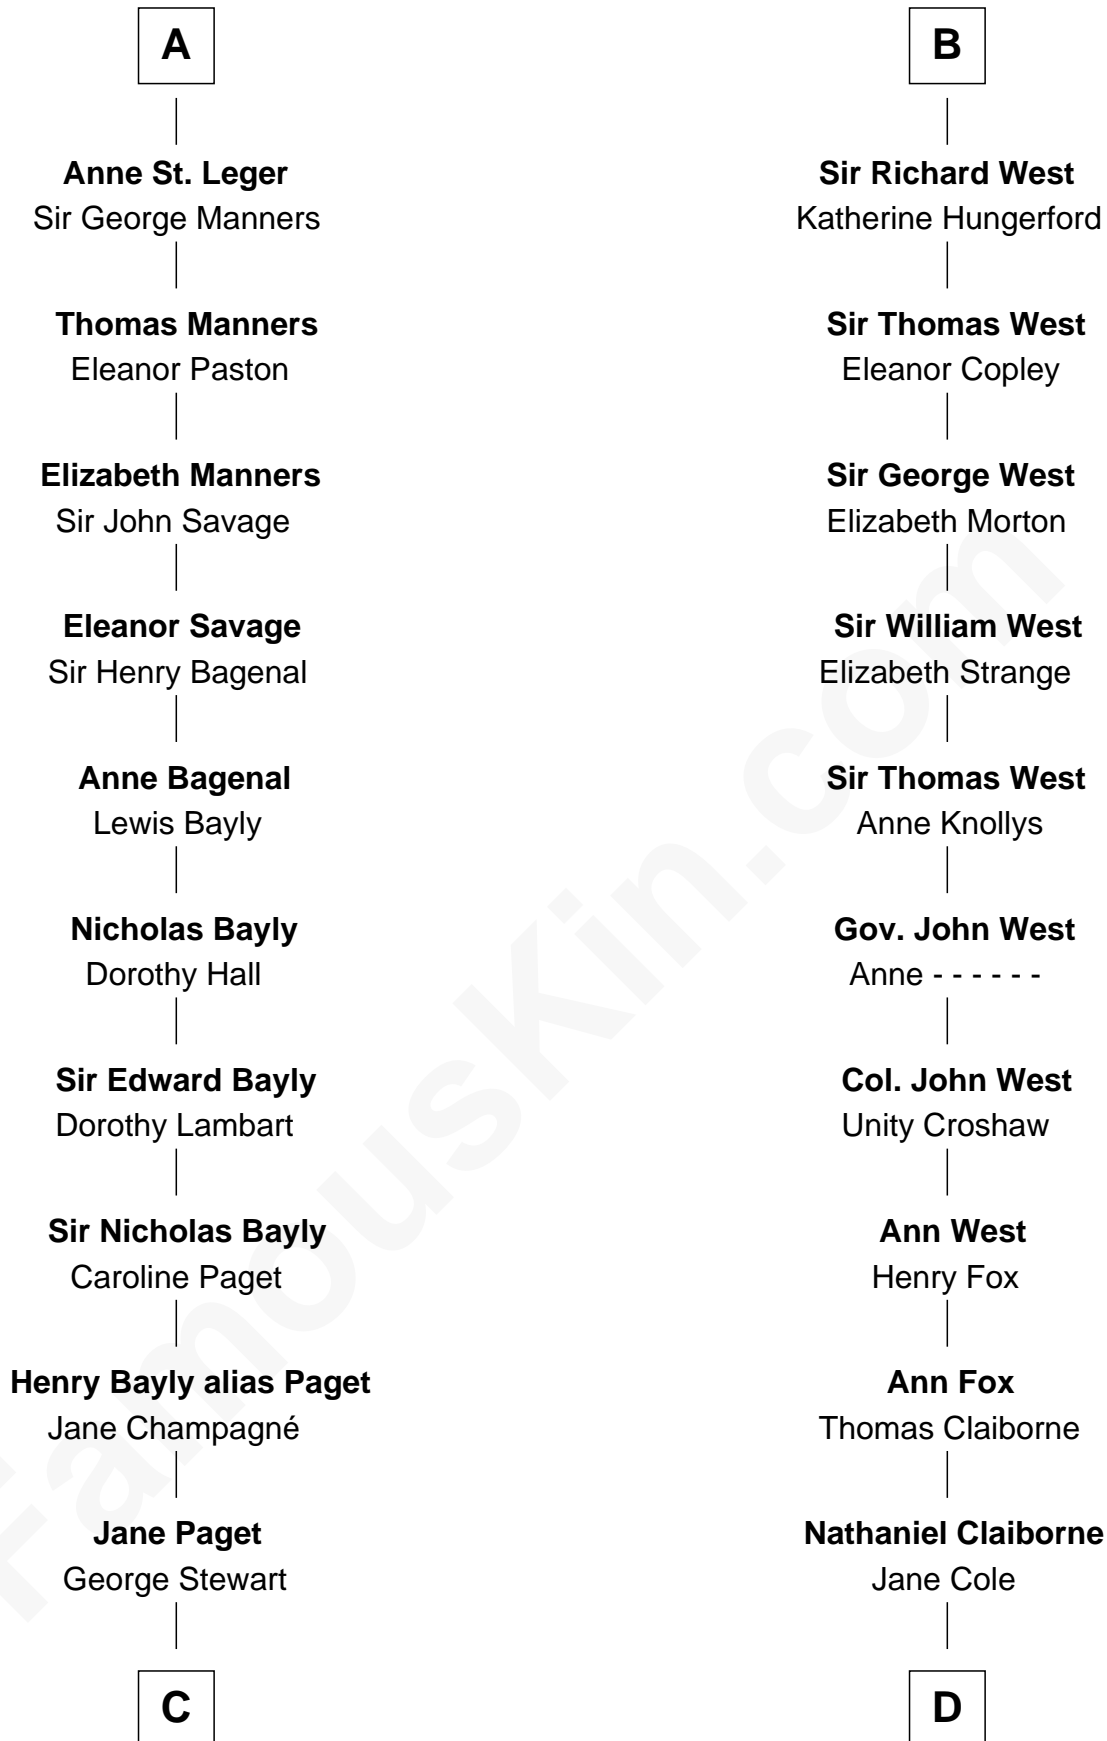 A
Anne St. Leger
Sir George Manners
Thomas Manners
Eleanor Paston
Elizabeth Manners
Sir John Savage
Eleanor Savage
Sir Henry Bagenal
Anne Bagenal
Lewis Bayly
Nicholas Bayly
Dorothy Hall
Sir Edward Bayly
Dorothy Lambart
Sir Nicholas Bayly
Caroline Paget
Henry Bayly alias Paget
Jane Champagné
Jane Paget
George Stewart
C
B
Sir Richard West
Katherine Hungerford
Sir Thomas West
Eleanor Copley
Sir George West
Elizabeth Morton
Sir William West
Elizabeth Strange
Sir Thomas West
Anne Knollys
Gov. John West
Anne - - - - - -
Col. John West
Unity Croshaw
Ann West
Henry Fox
Ann Fox
Thomas Claiborne
Nathaniel Claiborne
Jane Cole
D
FamousKin.com